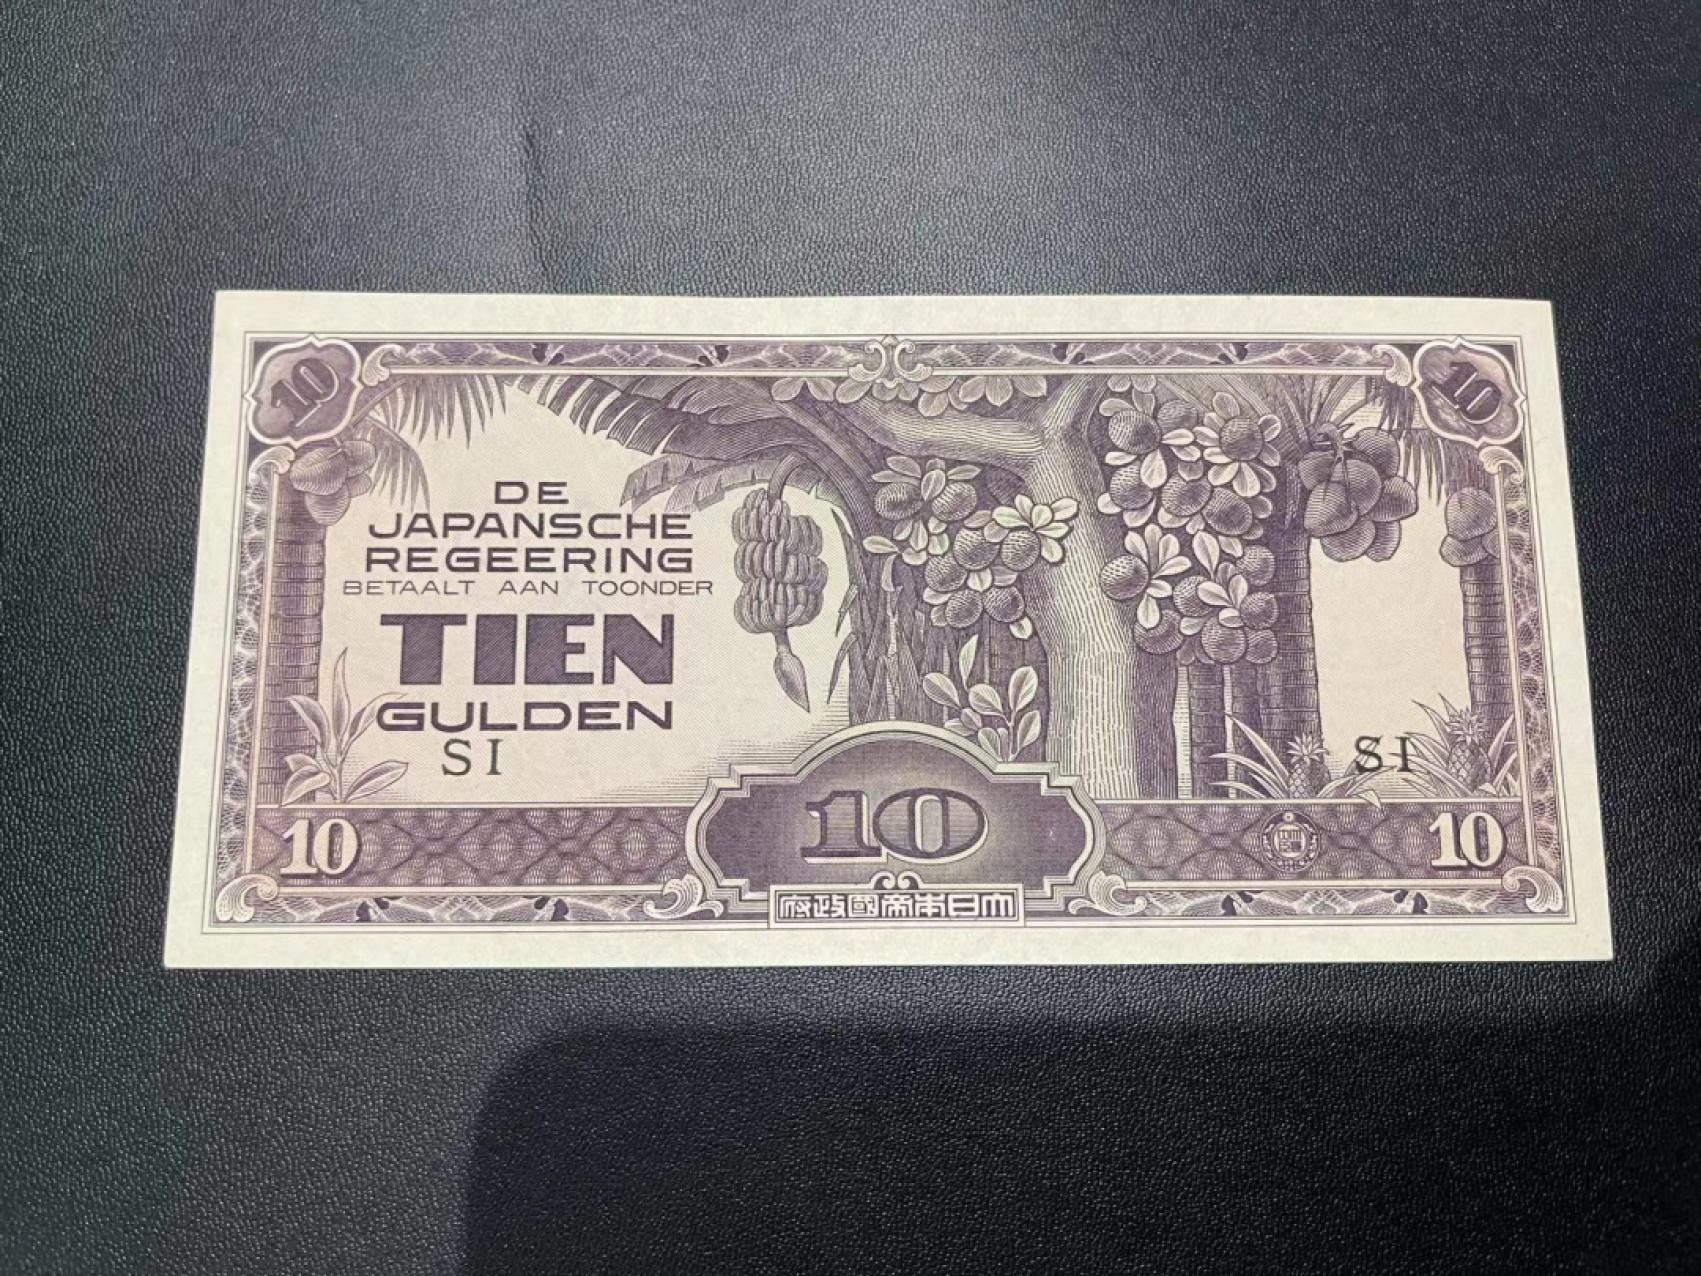 10
10
DE
JAPANSCHE
REGEERING
BETAALT AAN TOONDER
TIEN
GULDEN
SI
SI
10
10
10
大日本帝國政府